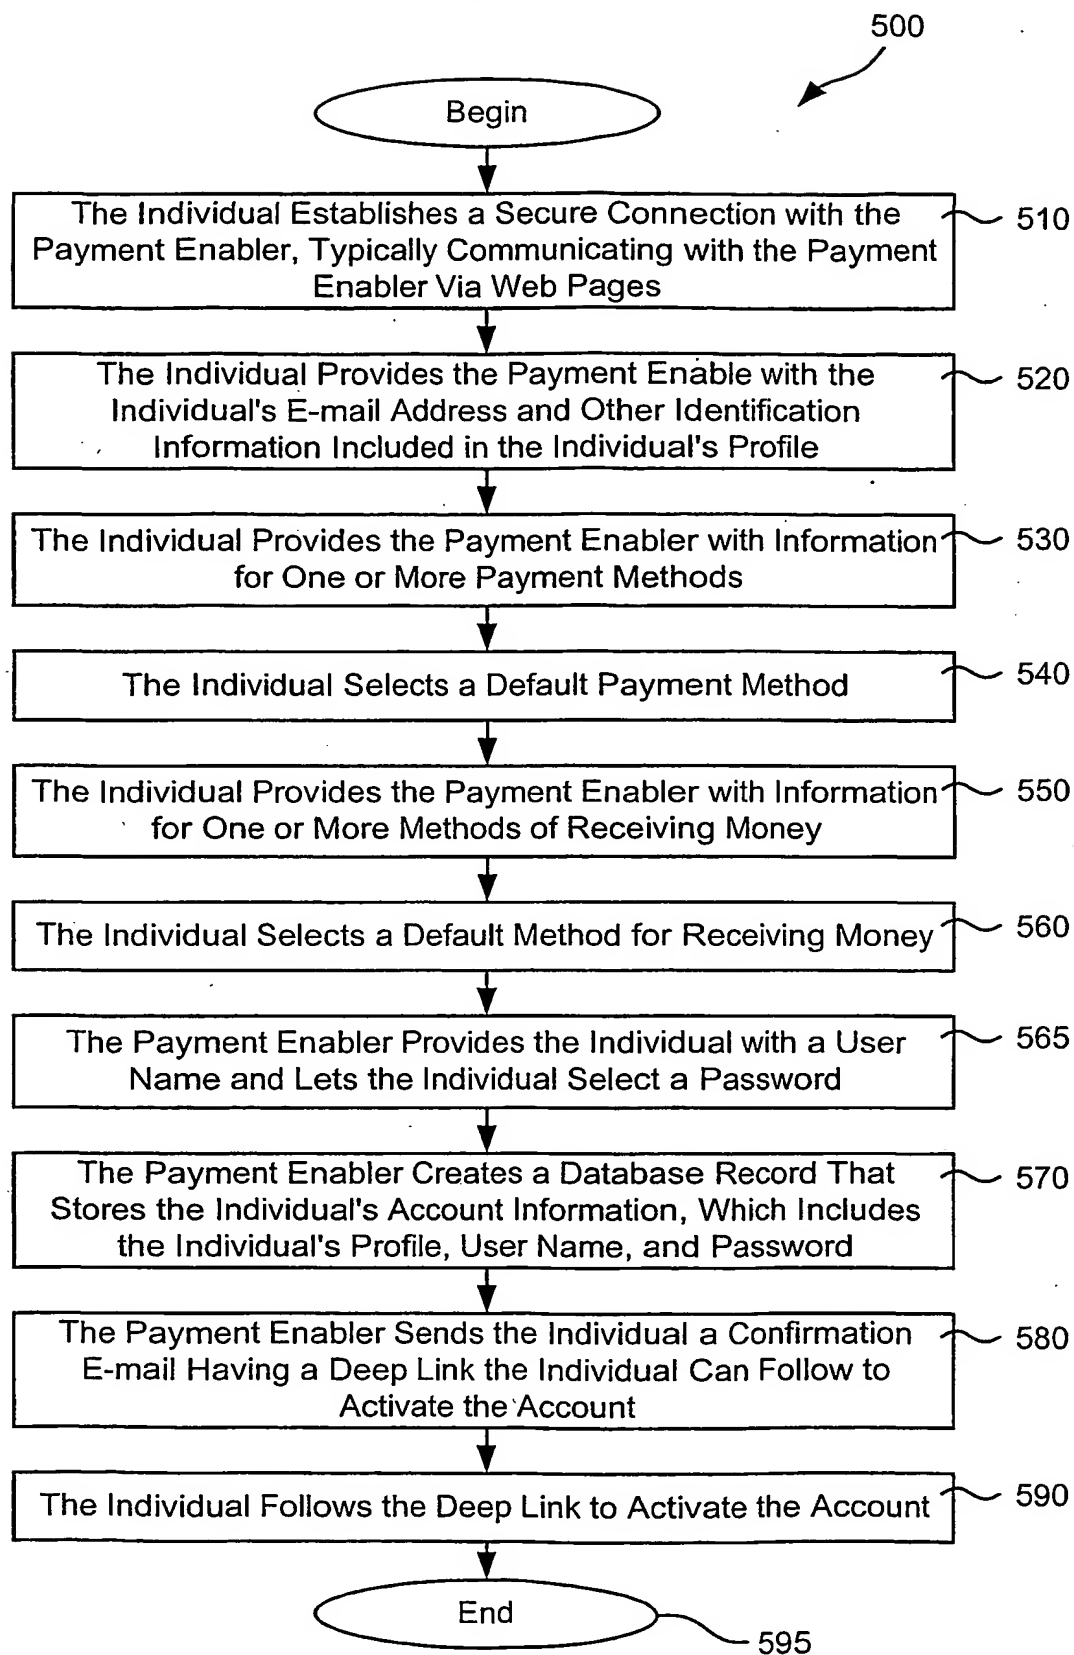 500
Begin
The Individual Establishes a Secure Connection with the
Payment Enabler, Typically Communicating with the Payment
Enabler Via Web Pages
510
The Individual Provides the Payment Enable with the
Individual's E-mail Address and Other Identification
Information Included in the Individual's Profile
520
The Individual Provides the Payment Enabler with Information
for One or More Payment Methods
530
The Individual Selects a Default Payment Method
540
The Individual Provides the Payment Enabler with Information
for One or More Methods of Receiving Money
550
The Individual Selects a Default Method for Receiving Money
560
The Payment Enabler Provides the Individual with a User
Name and Lets the Individual Select a Password
565
The Payment Enabler Creates a Database Record That
Stores the Individual's Account Information, Which Includes
the Individual's Profile, User Name, and Password
570
The Payment Enabler Sends the Individual a Confirmation
E-mail Having a Deep Link the Individual Can Follow to
Activate the Account
580
The Individual Follows the Deep Link to Activate the Account
590
End
595